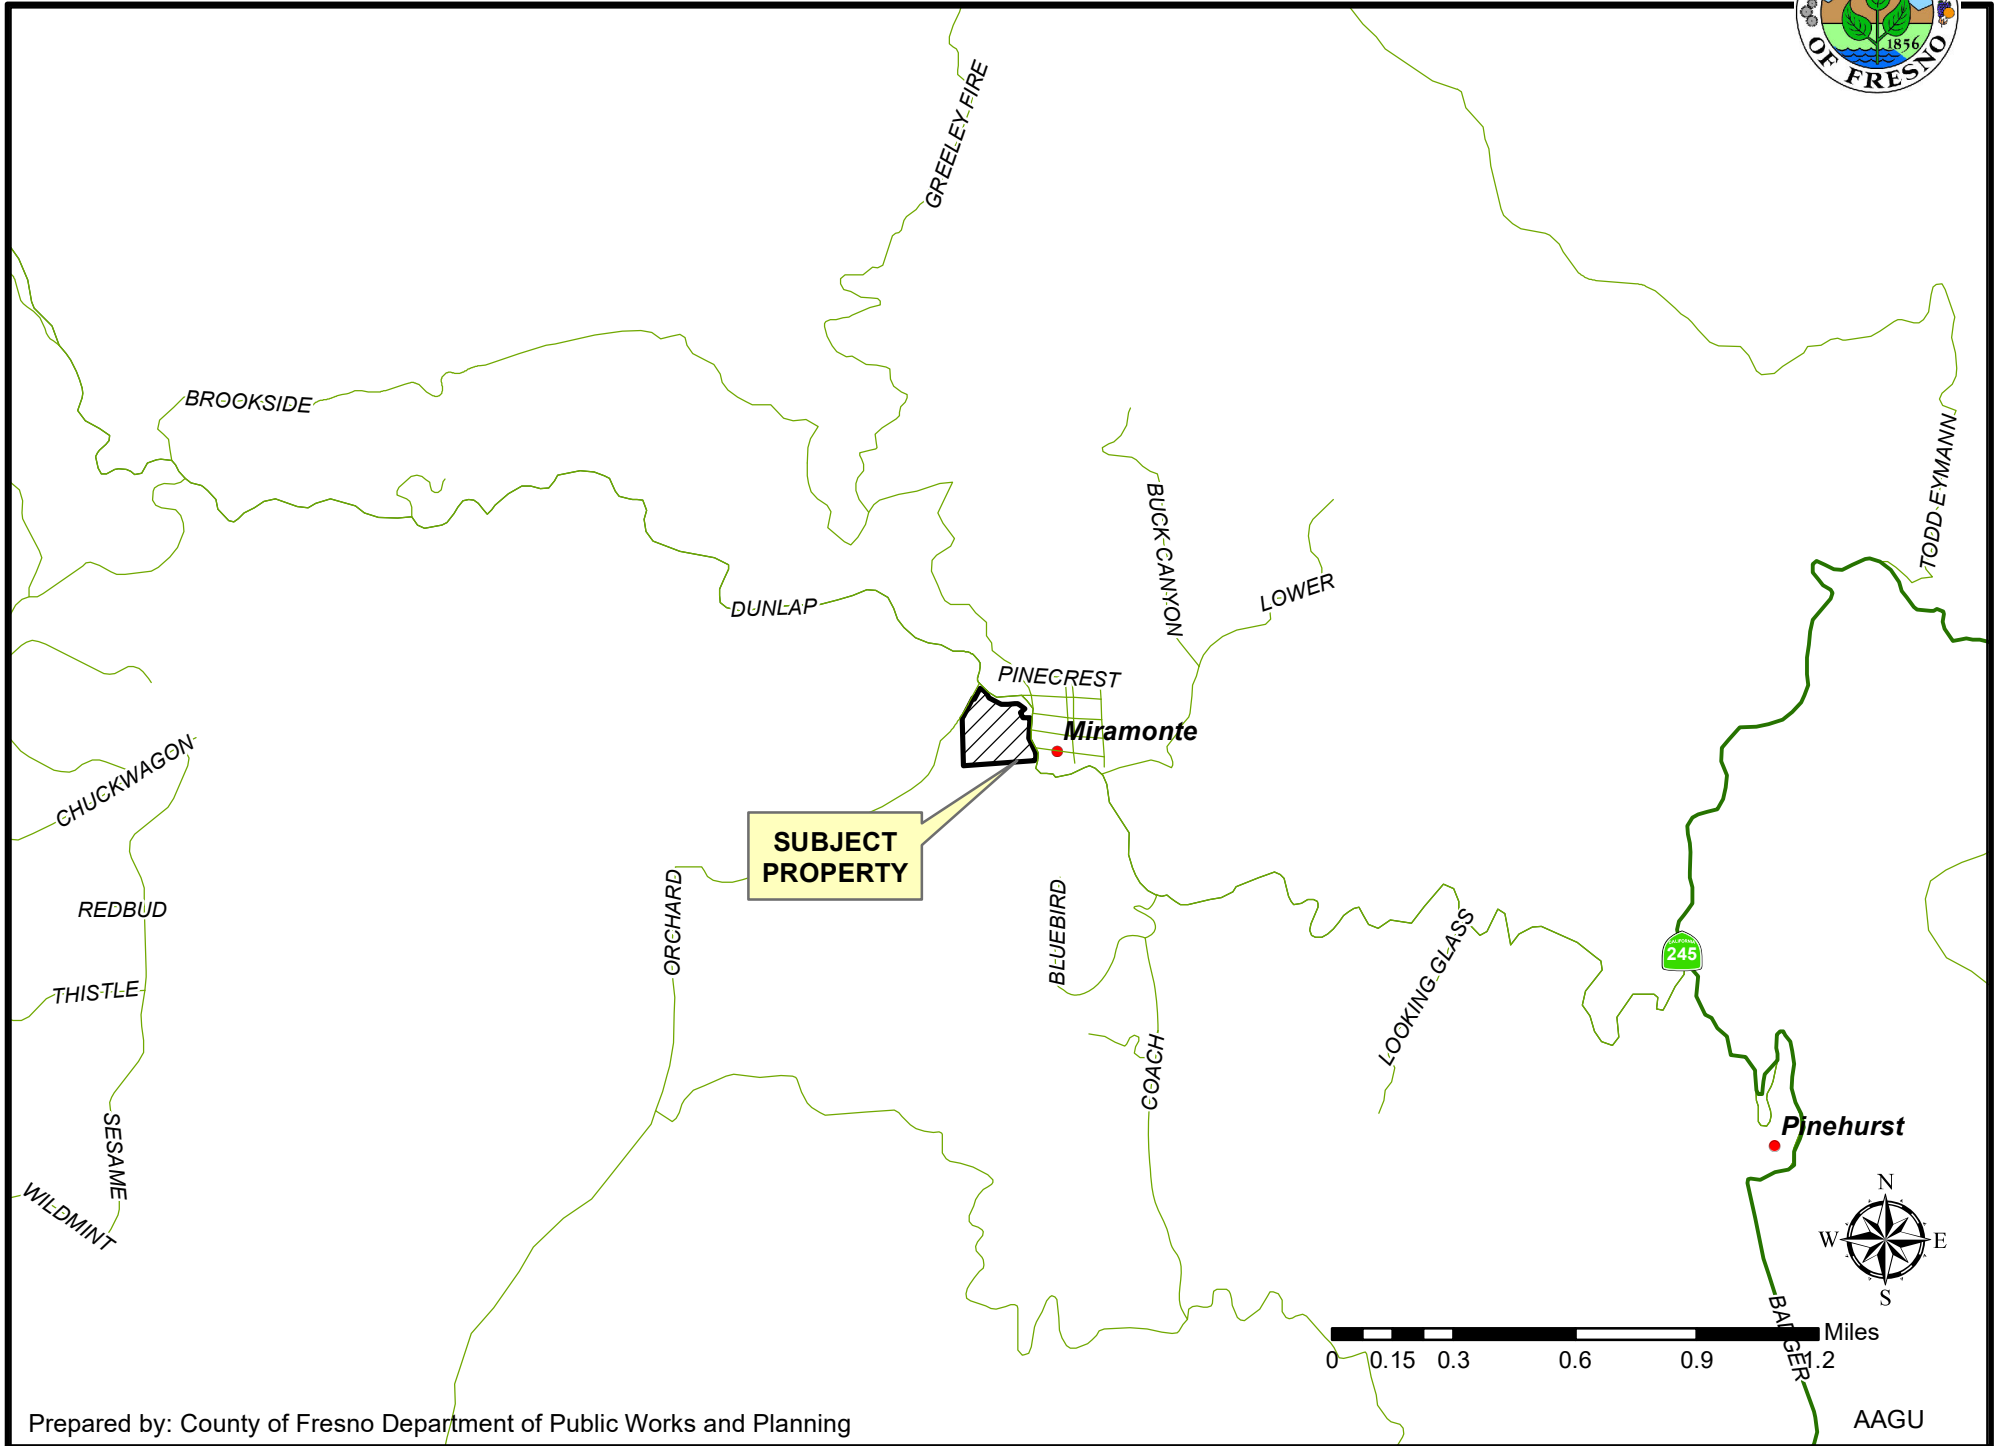 1856
OF FRESNO
GREELEY FIRE
BROOKSIDE
TODD EYMANN
BUCK CANYON
LOWER
DUNLAP
PINECREST
Miramonte
CHUCKWAGON
SUBJECT
PROPERTY
REDBUD
ORCHARD
BLUEBIRD
LOOKING GLASS
CALIFORNIA
245
THISTLE
COACH
SESAME
Pinehurst
WILDMINT
N
W
E
S
BADGER
Miles
0 0.15 0.3 0.6 0.9 1.2
Prepared by: County of Fresno Department of Public Works and Planning
AAGU